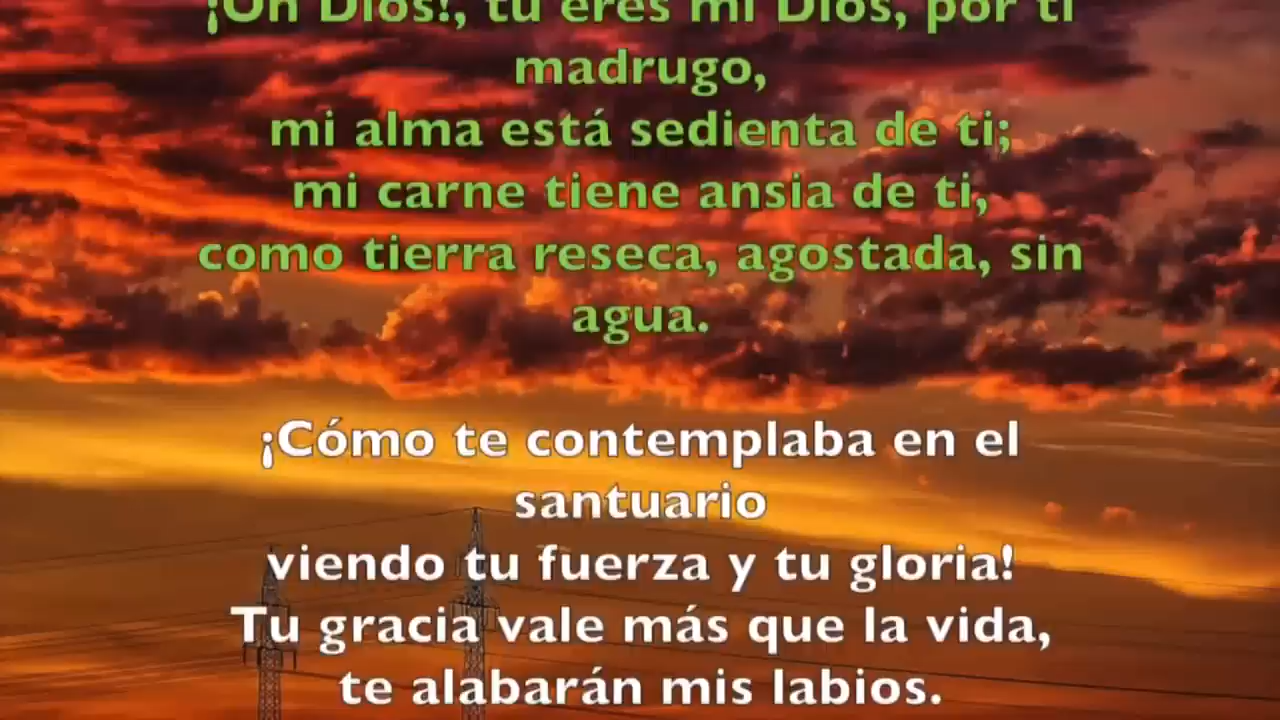 ¡Oh Dios!, tú eres mi Dios, por ti
madrugo,
mi alma está sedienta de ti;
mi carne tiene ansia de ti,
como tierra reseca, agostada, sin
agua.
¡Cómo te contemplaba en el
santuario
viendo tu fuerza y tu gloria!
Tu gracia vale más que la vida,
te alabarán mis labios.